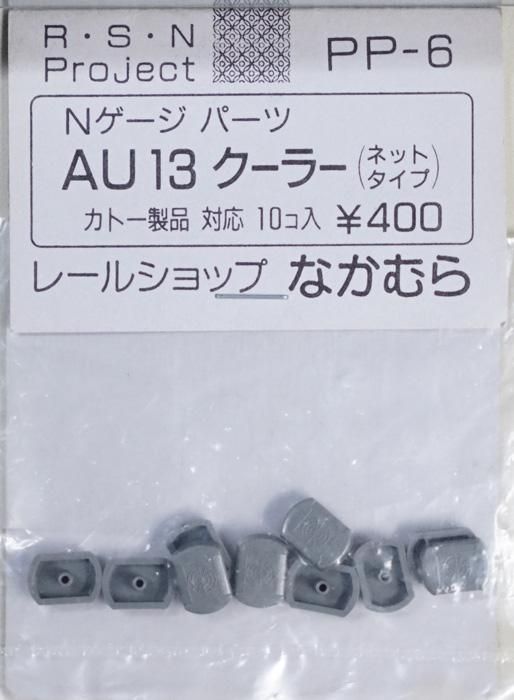 R・S・N
Project
PP-6
Nゲージ パーツ
AU13 クーラー(ネットタイプ)
カトー製品 対応 10コ入 ¥400
レールショップ なかむら